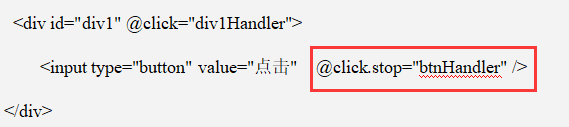 <div id="div1" @click="div1Handler">
<input type="button" value="点击" @click.stop="btnHandler" />
</div>